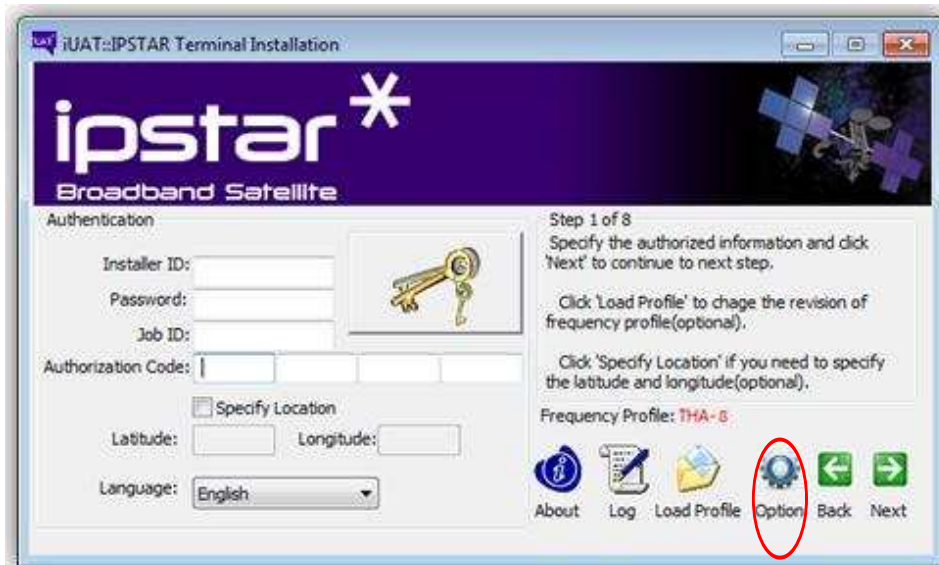 iUAT::IPSTAR Terminal Installation
ipstar*
Broadband Satellite
Authentication
Installer ID:
Password:
Job ID:
Authorization Code:
Specify Location
Latitude:
Longitude:
Language:
English
Step 1 of 8
Specify the authorized information and click
'Next' to continue to next step.
Click 'Load Profile' to chage the revision of
frequency profile(optional).
Click 'Specify Location' if you need to specify
the latitude and longitude(optional).
Frequency Profile: THA-8
About
Log
Load Profile
Option
Back
Next